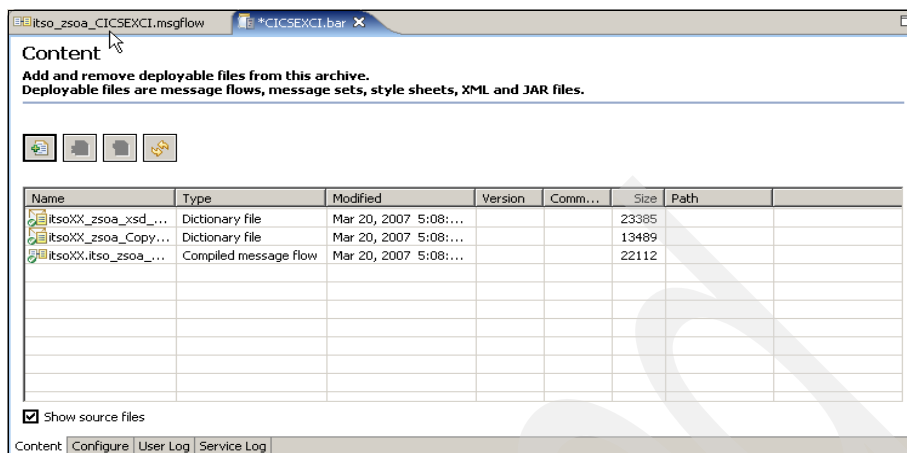 itso_zsoa_CICSEXCI.msgflow *CICSEXCI.bar
Content
Add and remove deployable files from this archive.
Deployable files are message flows, message sets, style sheets, XML and JAR files.
Name Type Modified Version Comm... Size Path
itsoXX_zsoa_xsd_... Dictionary file Mar 20, 2007 5:08:... 23385
itsoXX_zsoa_Copy... Dictionary file Mar 20, 2007 5:08:... 13489
itsoXX.itso_zsoa_... Compiled message flow Mar 20, 2007 5:08:... 22112
Show source files
Content Configure User Log Service Log